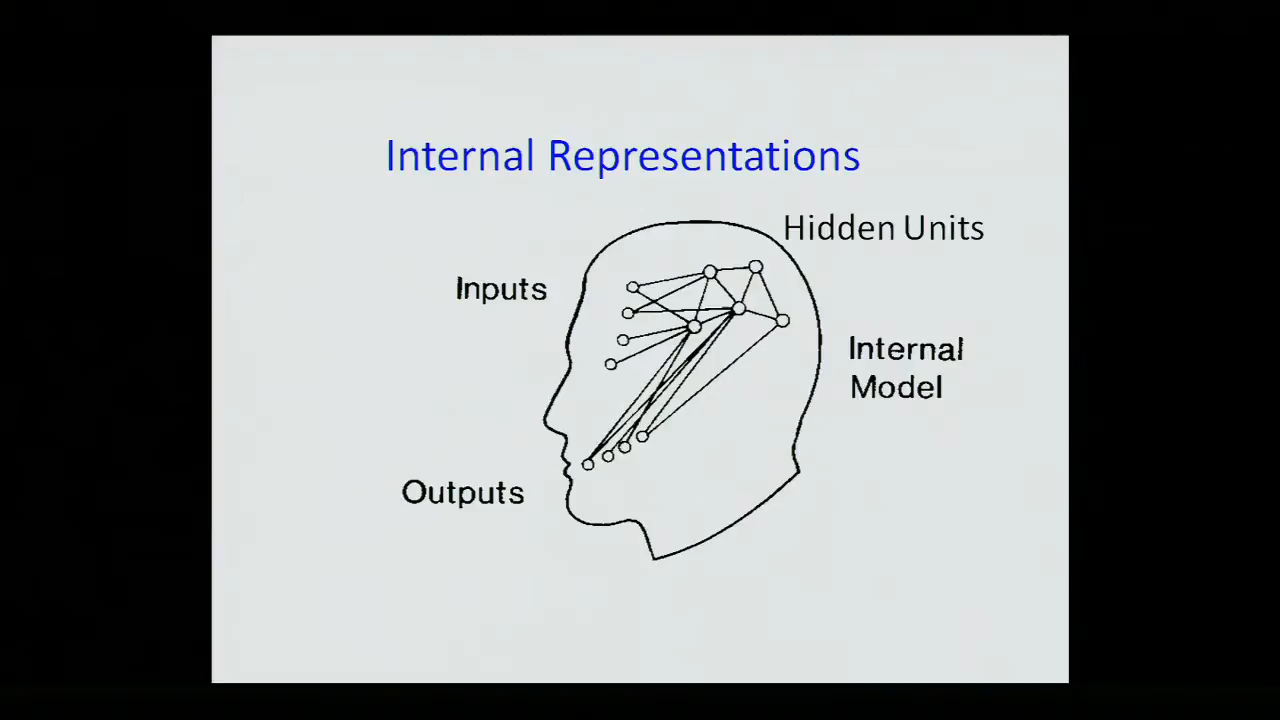 Internal Representations
Hidden Units
Inputs
Internal
Model
Outputs